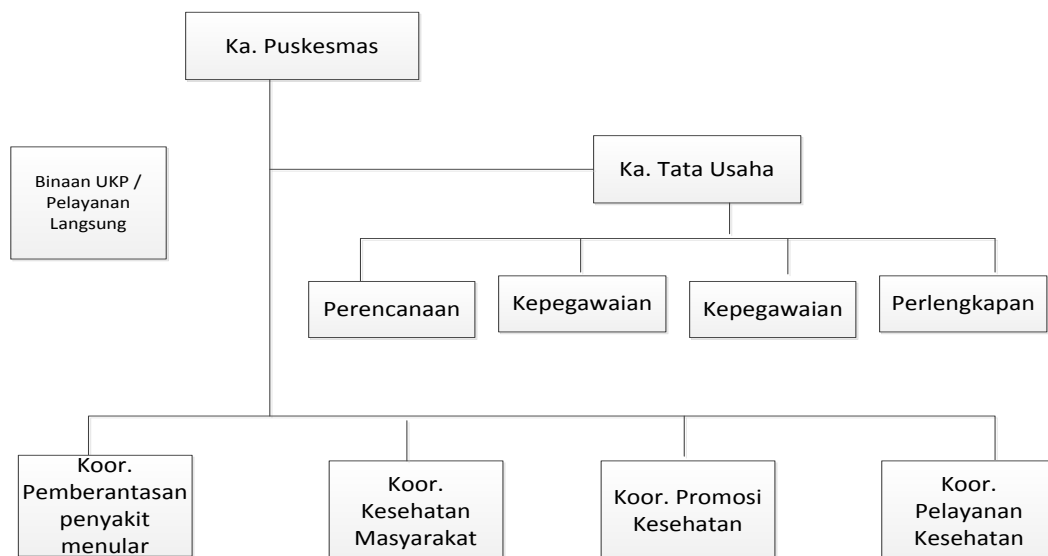 Ka. Puskesmas
Ka. Tata Usaha
Binaan UKP /
Pelayanan
Langsung
Perencanaan
Kepegawaian
Kepegawaian
Perlengkapan
Koor.
Pemberantasan
penyakit
menular
Koor.
Kesehatan
Masyarakat
Koor. Promosi
Kesehatan
Koor.
Pelayanan
Kesehatan